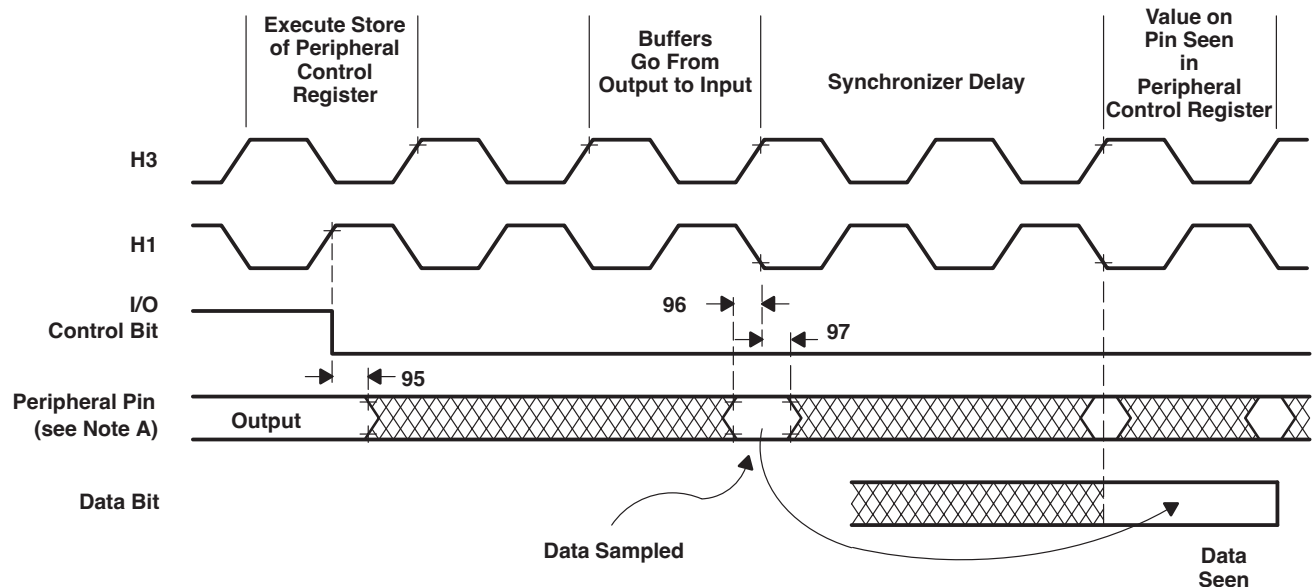 Execute Store
of Peripheral
Control
Register
Buffers
Go From
Output to Input
Synchronizer Delay
Value on
Pin Seen
in
Peripheral
Control Register
H3
H1
I/O
Control Bit
96
97
95
Peripheral Pin
(see Note A)
Output
Data Bit
Data Sampled
Data
Seen